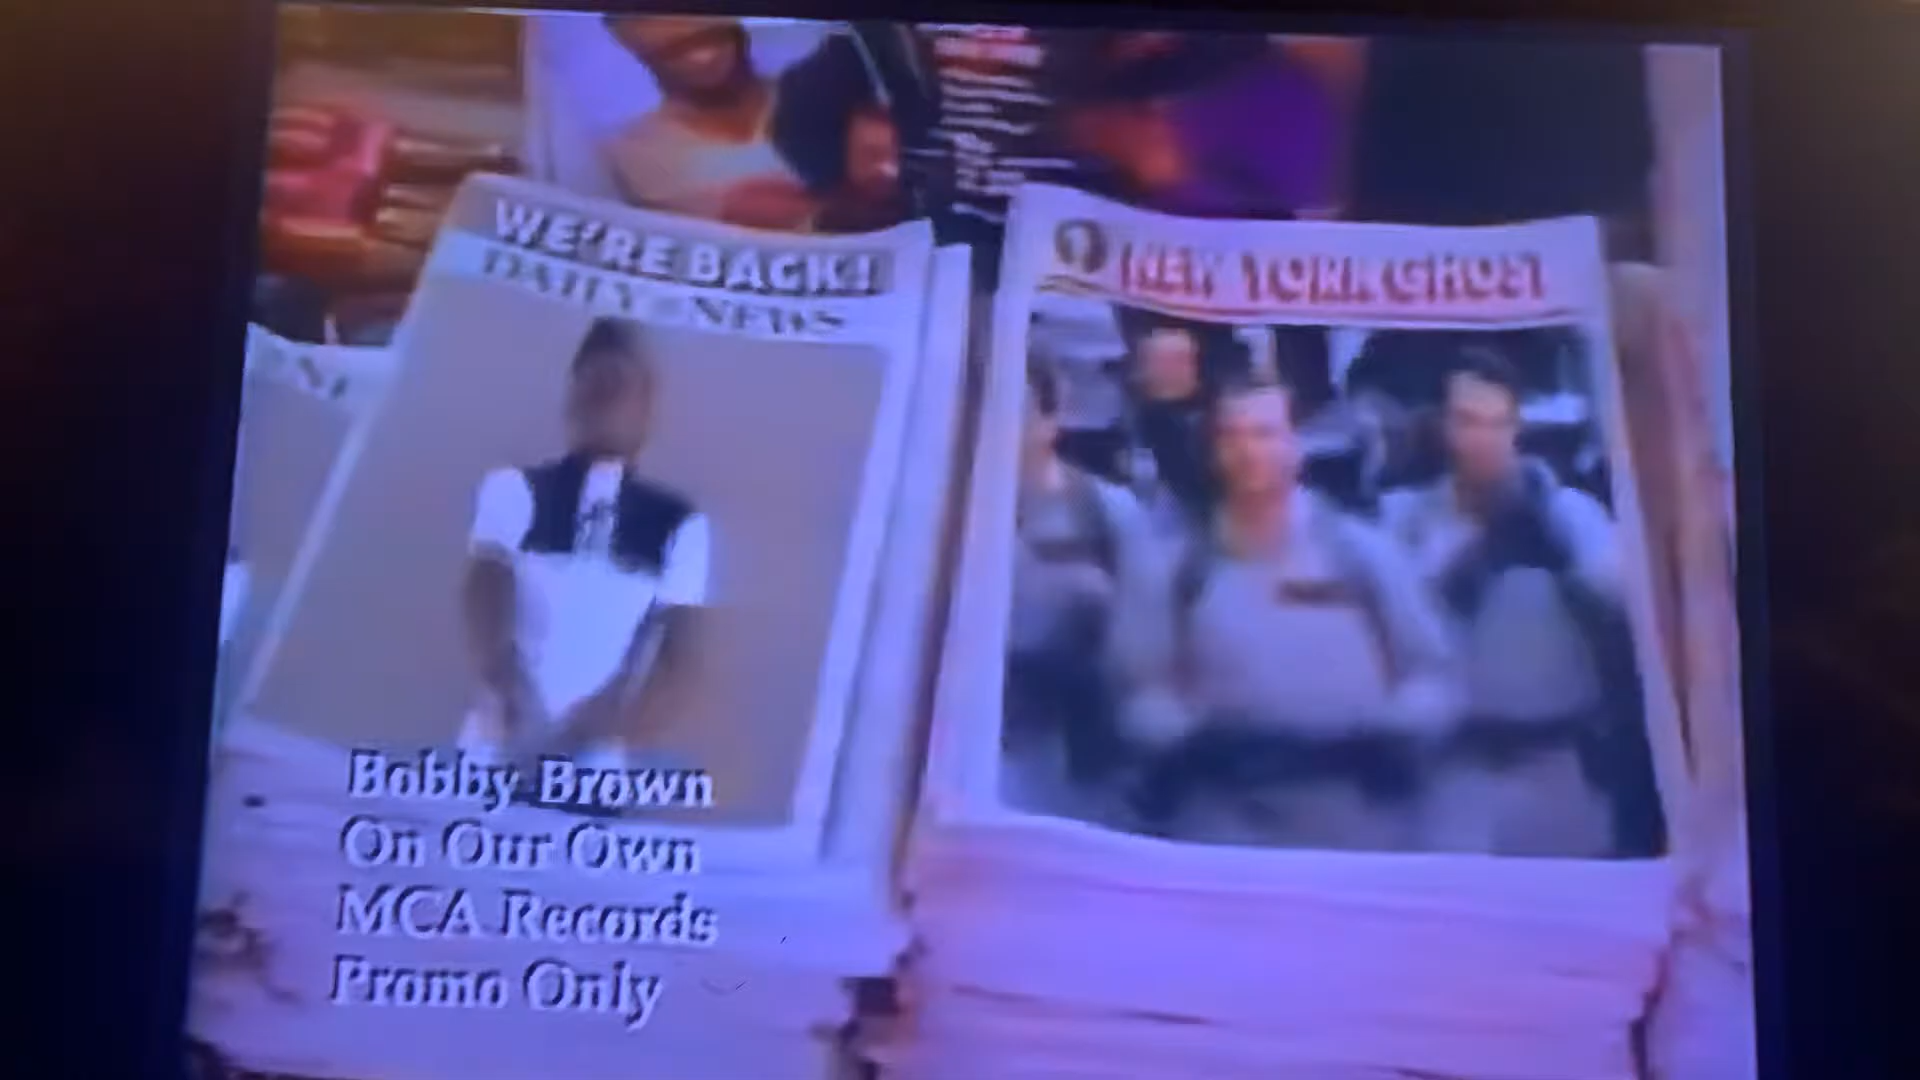 WE'RE BACK!
DAILY NEWS
NEW YORK GHOST
Bobby Brown
On Our Own
MCA Records
Promo Only